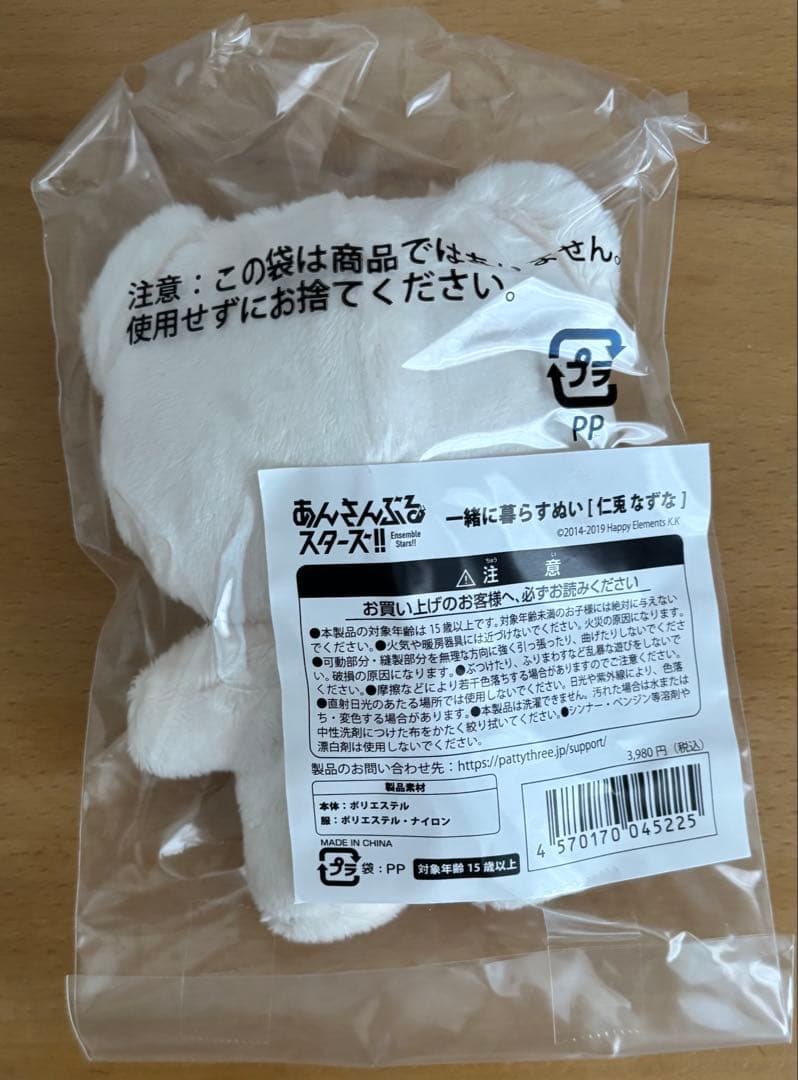 注意：この袋は商品ではありません。
使用せずにお捨てください。
プラ
PP
あんさんぶる
スターズ!!
Ensemble
Stars!!
一緒に暮らすぬい [ 仁兎 なずな ]
©2014-2019 Happy Elements K.K
ちゅう い
⚠ 注 意
お買い上げのお客様へ、必ずお読みください
●本製品の対象年齢は 15 歳以上です。対象年齢未満のお子様には絶対に与えない
でください。●火気や暖房器具には近づけないでください。火災の原因になります。
●可動部分・縫製部分を無理な方向に強く引っ張ったり、曲げたりしないでくださ
い。破損の原因になります。●ぶつけたり、ふりまわすなど乱暴な遊びをしないで
ください。●摩擦などにより若干色落ちする場合がありますのでご注意ください。
●直射日光のあたる場所では使用しないでください。日光や紫外線により、色落
ち・変色する場合があります。●本製品は洗濯できません。汚れた場合は水または
中性洗剤につけた布をかたく絞り拭いてください。●シンナー・ベンジン等溶剤や
漂白剤は使用しないでください。
製品のお問い合わせ先：https://pattythree.jp/support/
3,980円（税込）
製品素材
本体：ポリエステル
服：ポリエステル・ナイロン
MADE IN CHINA
プラ 袋：PP 対象年齢 15 歳以上
4 570170 045225